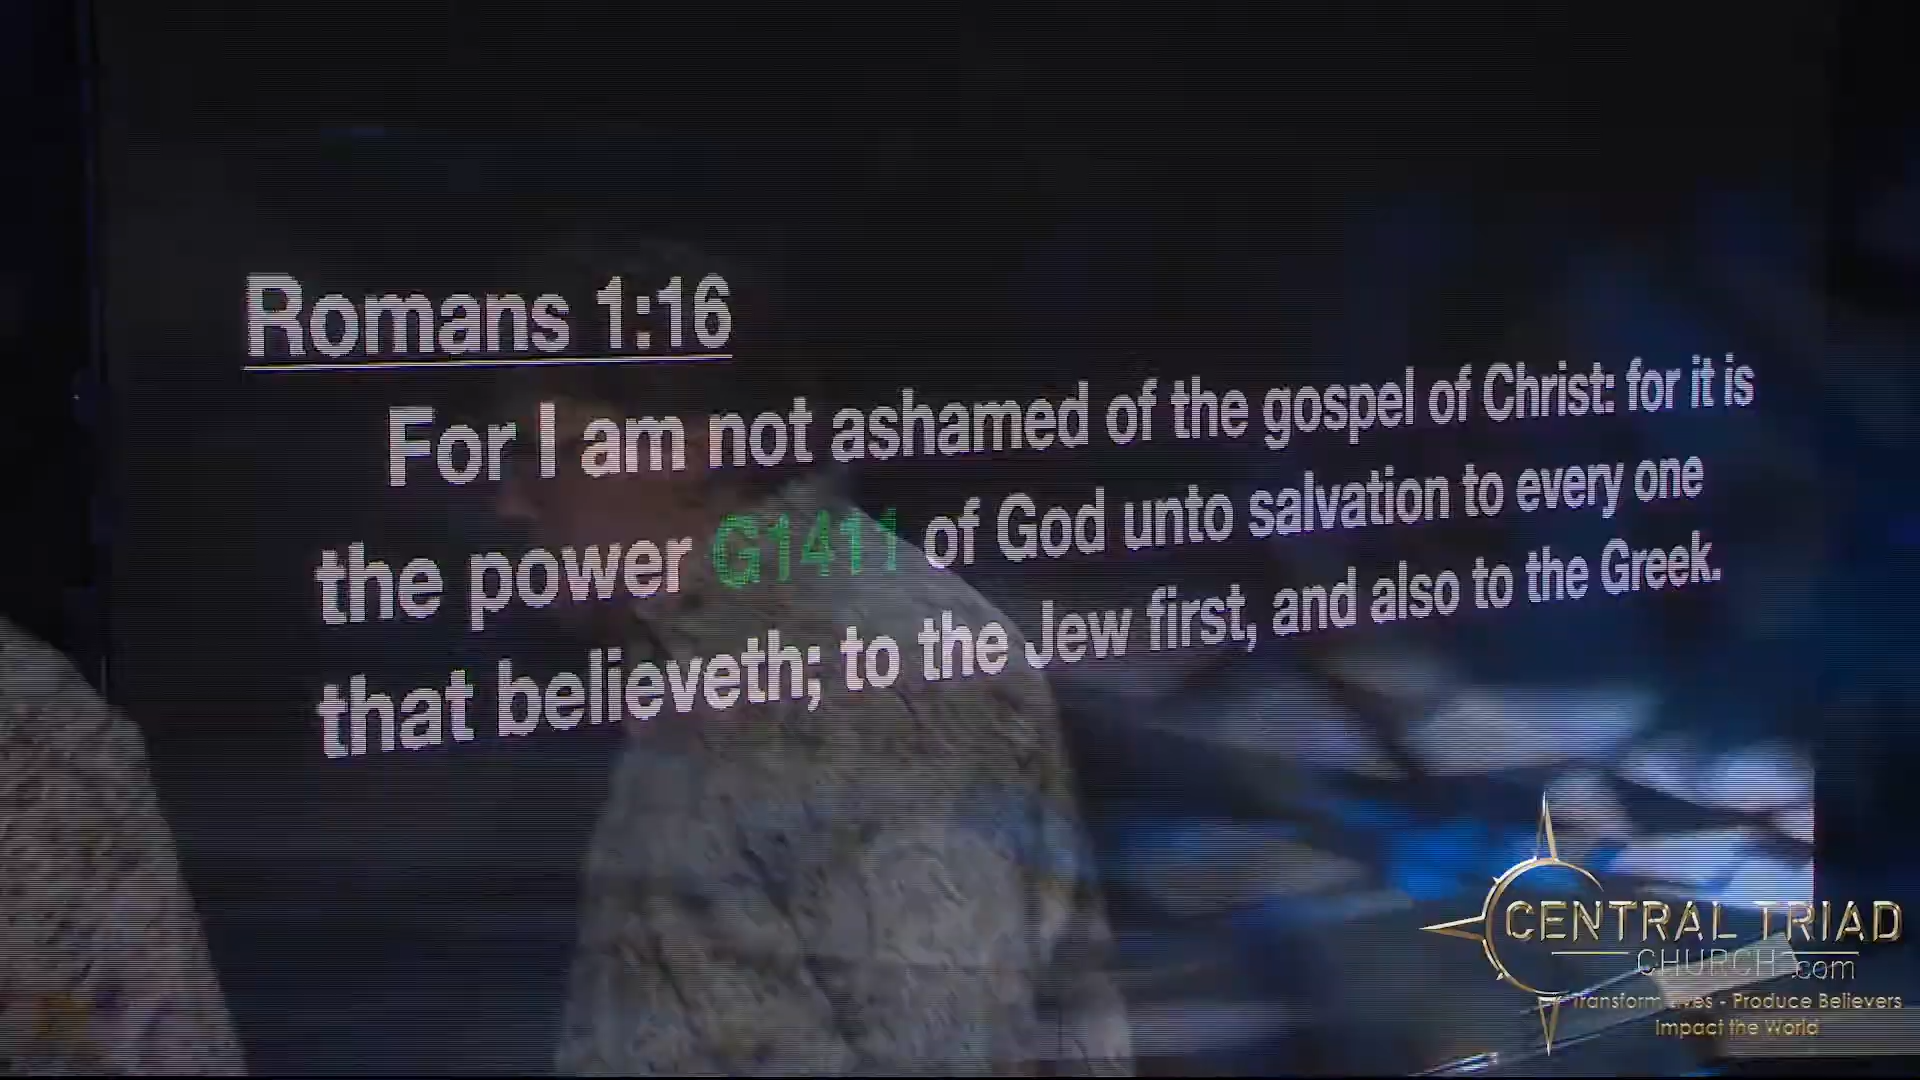 Romans 1:16
For I am not ashamed of the gospel of Christ: for it is
the power G1411 of God unto salvation to every one
that believeth; to the Jew first, and also to the Greek.
CENTRAL TRIAD
CHURCH.com
Transform Lives - Produce Believers
Impact the World